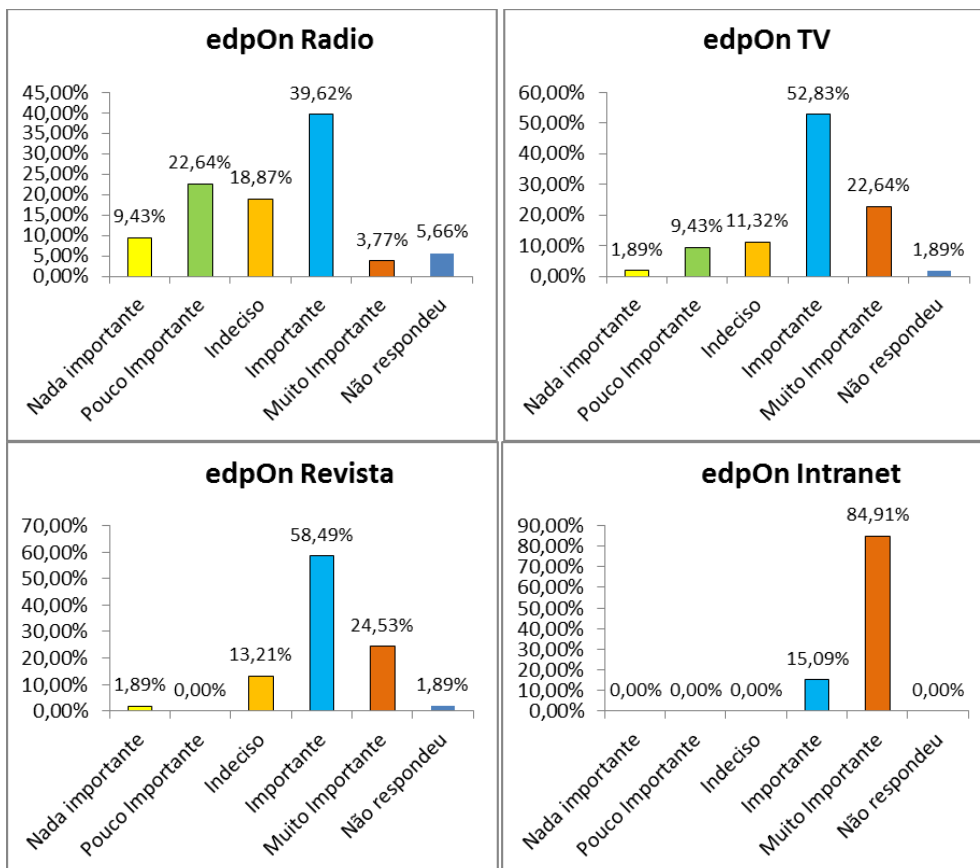 edpOn Radio
45,00%
40,00%
35,00%
30,00%
25,00%
20,00%
15,00%
10,00%
5,00%
0,00%
9,43%
22,64%
18,87%
39,62%
3,77%
5,66%
Nada importante
Pouco Importante
Indeciso
Importante
Muito Importante
Não respondeu
edpOn TV
60,00%
50,00%
40,00%
30,00%
20,00%
10,00%
0,00%
1,89%
9,43%
11,32%
52,83%
22,64%
1,89%
Nada importante
Pouco Importante
Indeciso
Importante
Muito Importante
Não respondeu
edpOn Revista
70,00%
60,00%
50,00%
40,00%
30,00%
20,00%
10,00%
0,00%
1,89%
0,00%
13,21%
58,49%
24,53%
1,89%
Nada importante
Pouco Importante
Indeciso
Importante
Muito Importante
Não respondeu
edpOn Intranet
90,00%
80,00%
70,00%
60,00%
50,00%
40,00%
30,00%
20,00%
10,00%
0,00%
0,00%
0,00%
0,00%
15,09%
84,91%
0,00%
Nada importante
Pouco Importante
Indeciso
Importante
Muito Importante
Não respondeu